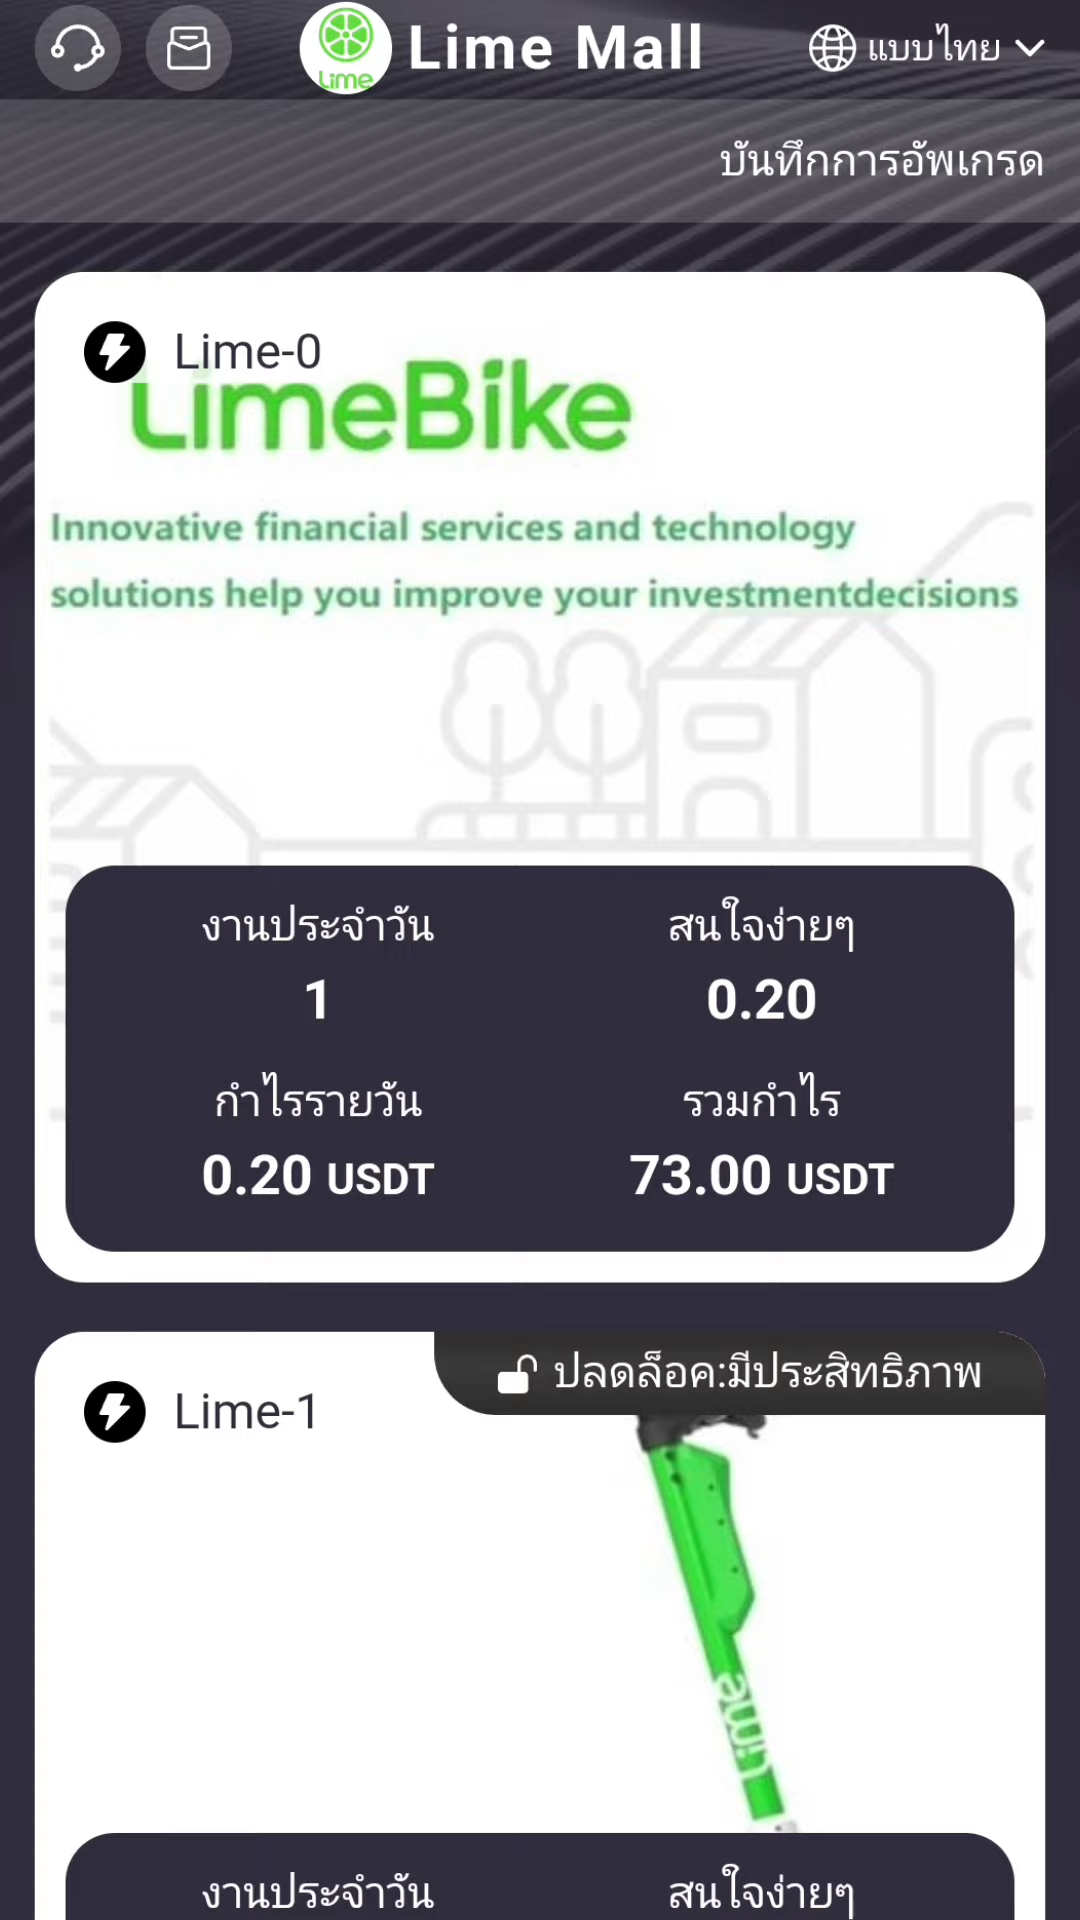 Lime
Lime Mall
แบบไทย
บันทึกการอัพเกรด
Lime-0
LimeBike
Innovative financial services and technology
solutions help you improve your investmentdecisions
งานประจำวัน
สนใจง่ายๆ
1
0.20
กำไรรายวัน
รวมกำไร
0.20 USDT
73.00 USDT
ปลดล็อค:มีประสิทธิภาพ
Lime-1
Lime
งานประจำวัน
สนใจง่ายๆ